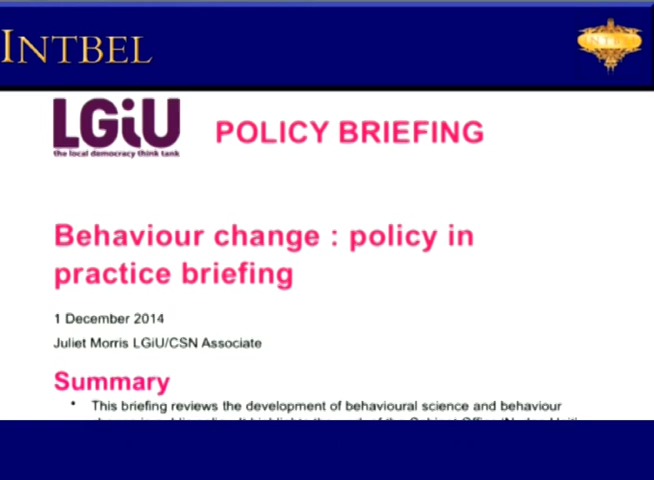 INTBEL
LGiU
the local democracy think tank
POLICY BRIEFING
Behaviour change : policy in
practice briefing
1 December 2014
Juliet Morris LGiU/CSN Associate
Summary
• This briefing reviews the development of behavioural science and behaviour